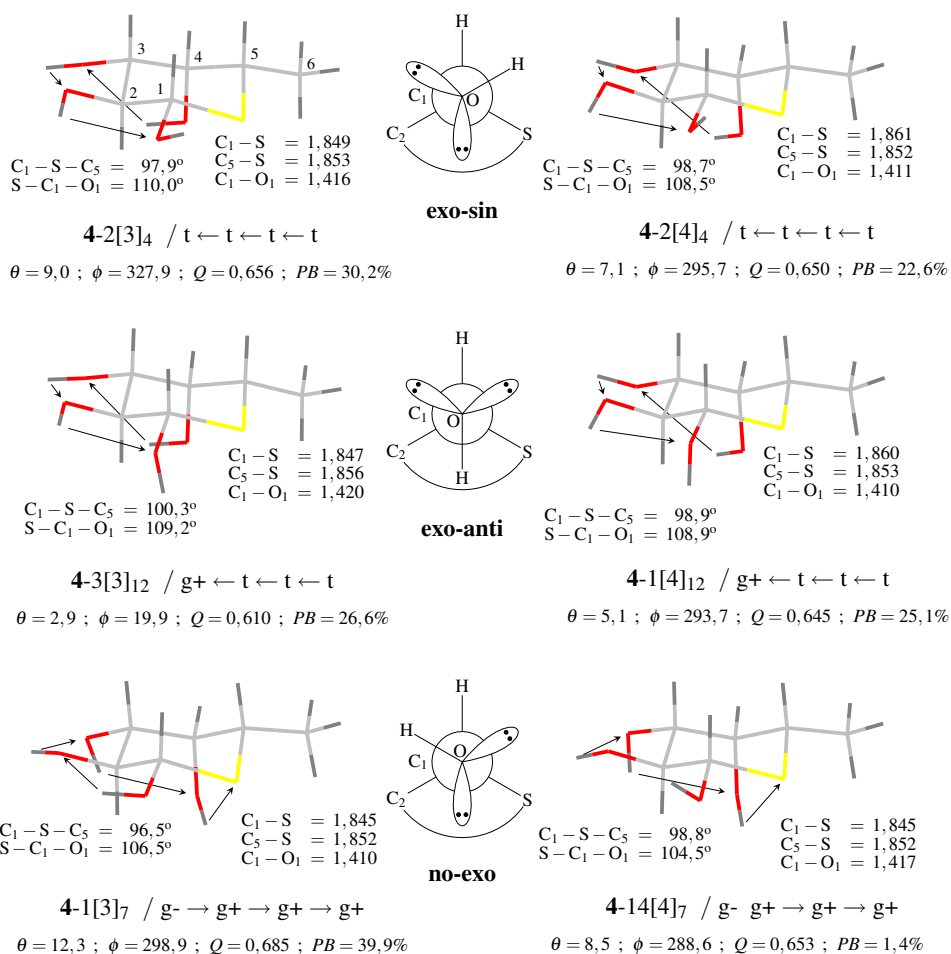 3
4
5
6
2
1
C₁ − S − C₅ = 97,9º
S − C₁ − O₁ = 110,0º
C₁ − S = 1,849
C₅ − S = 1,853
C₁ − O₁ = 1,416
4-2[3]₄ / t ← t ← t ← t
θ = 9,0 ; ϕ = 327,9 ; Q = 0,656 ; PB = 30,2%
H
H
C₁
O
C₂
S
exo-sin
C₁ − S − C₅ = 98,7º
S − C₁ − O₁ = 108,5º
C₁ − S = 1,861
C₅ − S = 1,852
C₁ − O₁ = 1,411
4-2[4]₄ / t ← t ← t ← t
θ = 7,1 ; ϕ = 295,7 ; Q = 0,650 ; PB = 22,6%
C₁ − S = 1,847
C₅ − S = 1,856
C₁ − O₁ = 1,420
C₁ − S − C₅ = 100,3º
S − C₁ − O₁ = 109,2º
4-3[3]₁₂ / g+ ← t ← t ← t
θ = 2,9 ; ϕ = 19,9 ; Q = 0,610 ; PB = 26,6%
H
C₁
O
C₂
S
H
exo-anti
C₁ − S = 1,860
C₅ − S = 1,853
C₁ − O₁ = 1,410
C₁ − S − C₅ = 98,9º
S − C₁ − O₁ = 108,9º
4-1[4]₁₂ / g+ ← t ← t ← t
θ = 5,1 ; ϕ = 293,7 ; Q = 0,645 ; PB = 25,1%
C₁ − S − C₅ = 96,5º
S − C₁ − O₁ = 106,5º
C₁ − S = 1,845
C₅ − S = 1,852
C₁ − O₁ = 1,410
4-1[3]₇ / g- → g+ → g+ → g+
θ = 12,3 ; ϕ = 298,9 ; Q = 0,685 ; PB = 39,9%
H
H
O
C₁
C₂
S
no-exo
C₁ − S − C₅ = 98,8º
S − C₁ − O₁ = 104,5º
C₁ − S = 1,845
C₅ − S = 1,852
C₁ − O₁ = 1,417
4-14[4]₇ / g- g+ → g+ → g+
θ = 8,5 ; ϕ = 288,6 ; Q = 0,653 ; PB = 1,4%